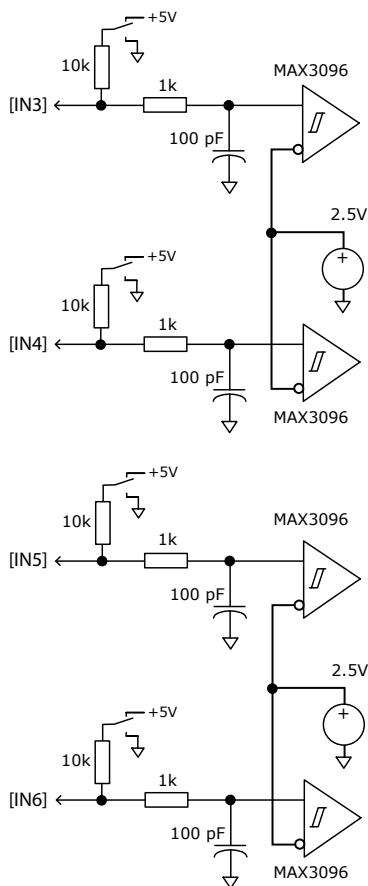 +5V
10k
MAX3096
1k
[IN3]
100 pF
2.5V
+
+5V
10k
1k
[IN4]
100 pF
MAX3096
+5V
MAX3096
10k
1k
[IN5]
100 pF
2.5V
+
+5V
10k
1k
[IN6]
100 pF
MAX3096